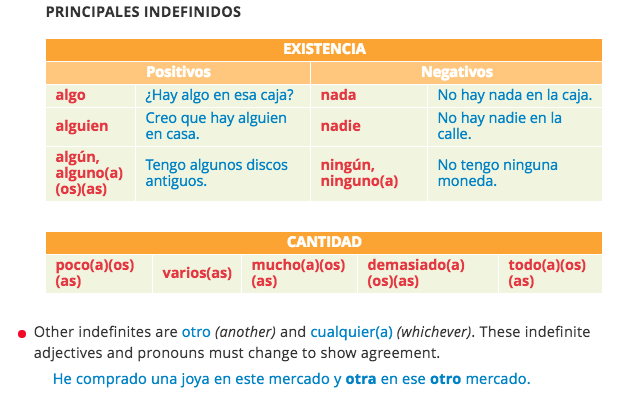 PRINCIPALES INDEFINIDOS
EXISTENCIA
Positivos Negativos
algo ¿Hay algo en esa caja? nada No hay nada en la caja.
alguien Creo que hay alguien en casa. nadie No hay nadie en la calle.
algún, alguno(a)(os)(as) Tengo algunos discos antiguos. ningún, ninguno(a) No tengo ninguna moneda.
CANTIDAD
poco(a)(os)(as) varios(as) mucho(a)(os)(as) demasiado(a)(os)(as) todo(a)(os)(as)
Other indefinites are otro (another) and cualquier(a) (whichever). These indefinite
adjectives and pronouns must change to show agreement.
He comprado una joya en este mercado y otra en ese otro mercado.